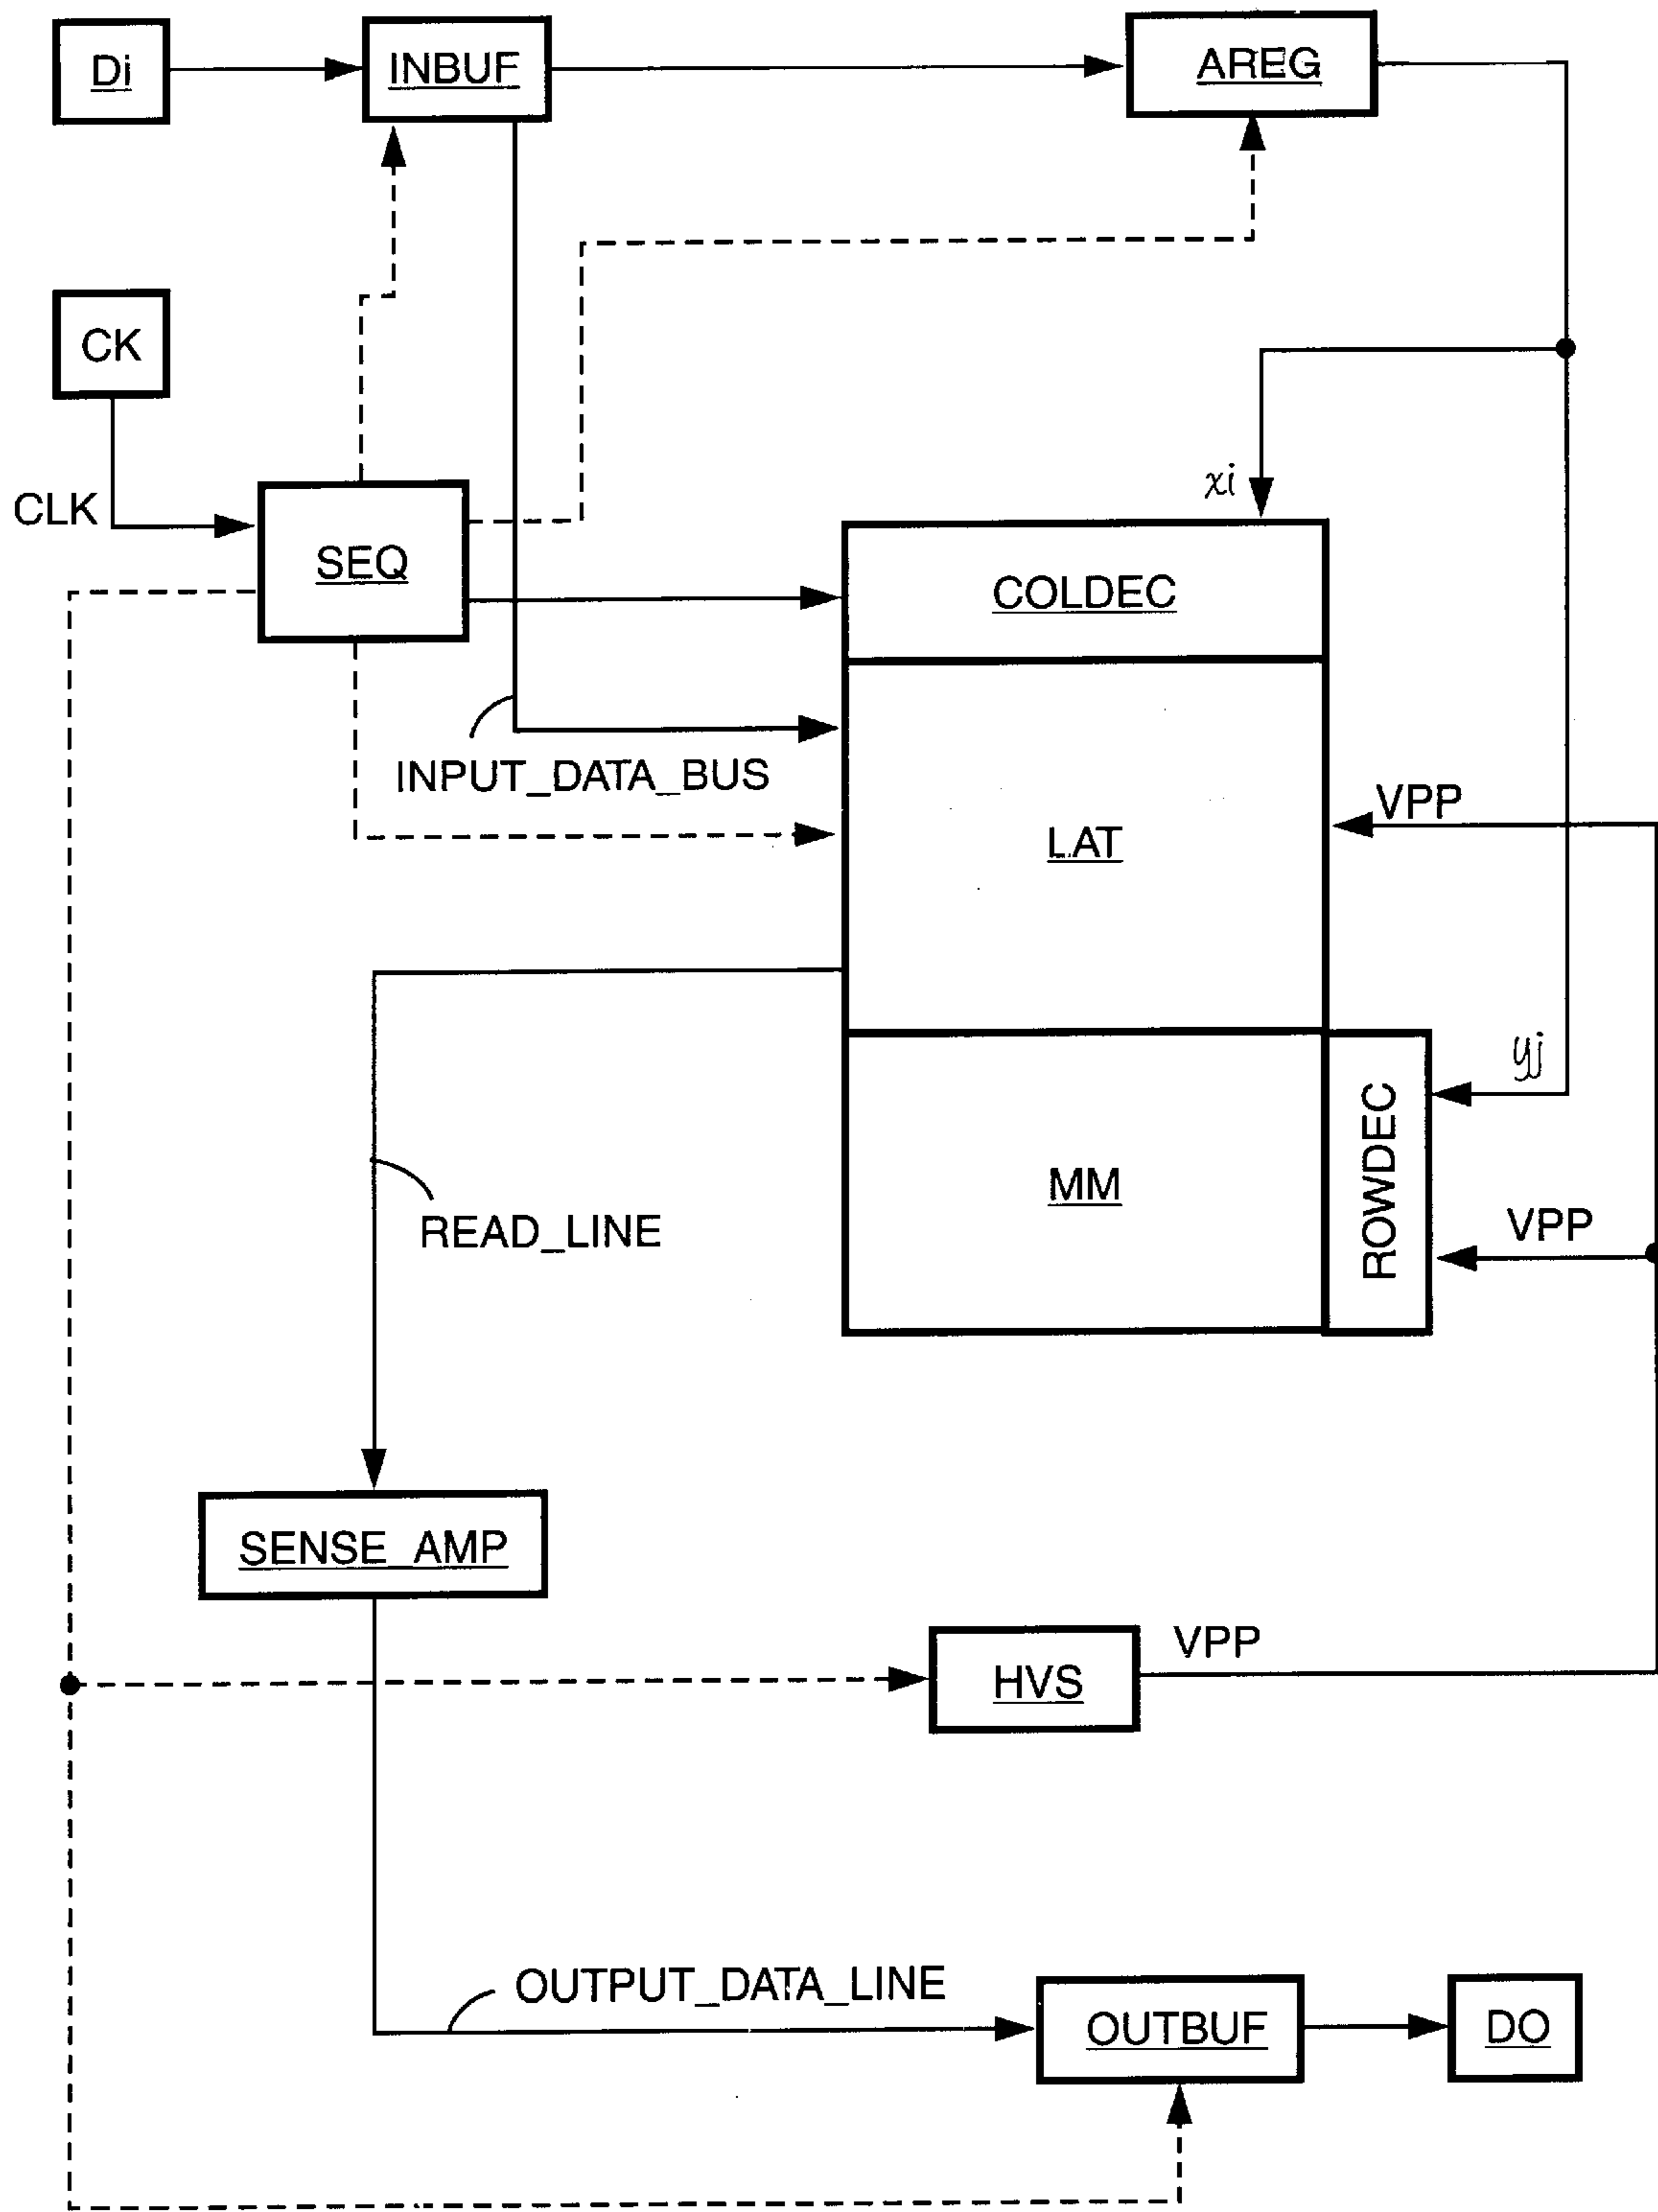 Di
INBUF
AREG
CK
xi
CLK
SEQ
COLDEC
INPUT_DATA_BUS
VPP
LAT
yj
ROWDEC
MM
VPP
READ_LINE
SENSE_AMP
VPP
HVS
OUTPUT_DATA_LINE
OUTBUF
DO